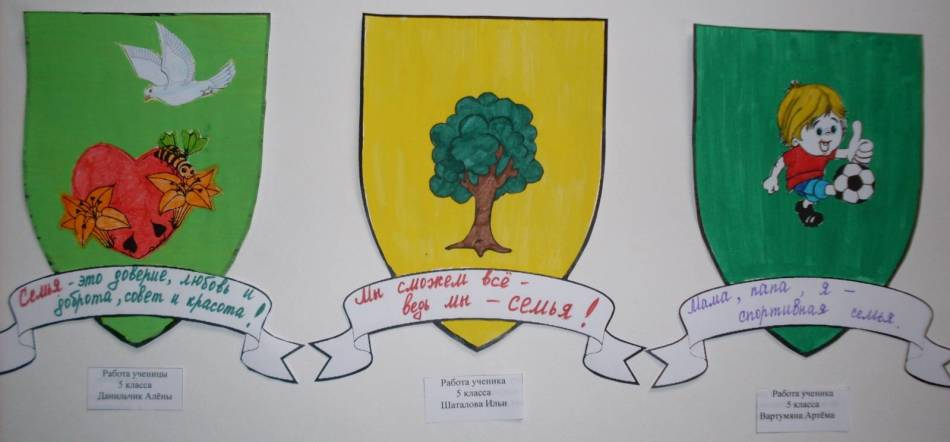 Семья - это доверие, любовь и
доброта, совет и красота!
Работа ученицы
5 класса
Данильчик Алёны
Мы сможем всё -
ведь мы - СЕМЬЯ!
Работа ученика
5 класса
Шаталова Ильи
Мама, папа, я -
спортивная семья.
Работа ученика
5 класса
Вартумяна Артёма